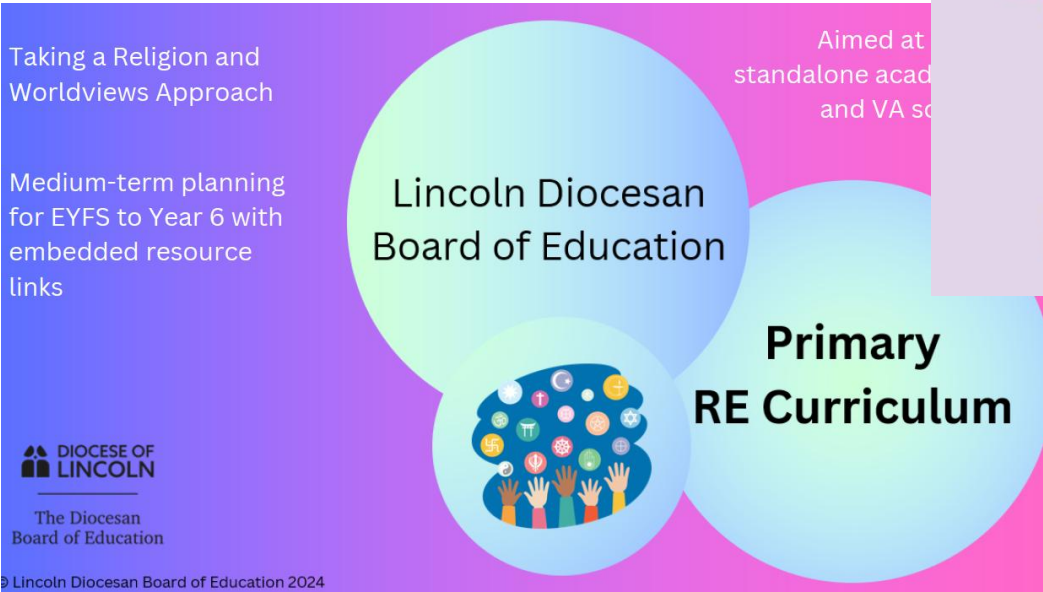 Taking a Religion and
Worldviews Approach
Medium-term planning
for EYFS to Year 6 with
embedded resource
links
Aimed at
standalone
and VA
Lincoln Diocesan
Board of Education
Primary
RE Curriculum
DIOCESE OF
LINCOLN
The Diocesan
Board of Education
© Lincoln Diocesan Board of Education 2024